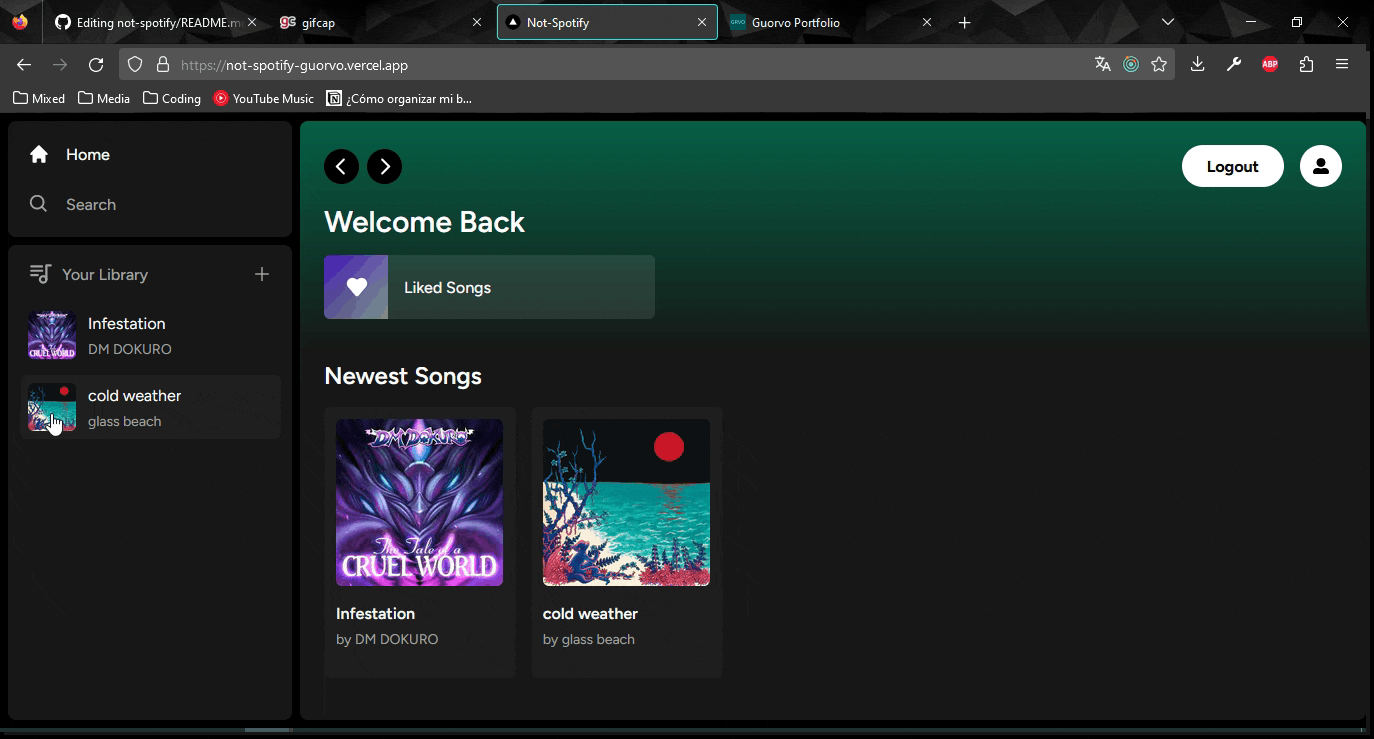 Editing not-spotify/README.m
gc gifcap
Not-Spotify
GRVO Guorvo Portfolio
https://not-spotify-guorvo.vercel.app
ABP
Mixed Media Coding YouTube Music ¿Cómo organizar mi b...
Home
Search
Your Library
Infestation
DM DOKURO
cold weather
glass beach
Logout
Welcome Back
Liked Songs
Newest Songs
DM DOKURO
The Tale of a
CRUEL WORLD
Infestation
by DM DOKURO
cold weather
by glass beach